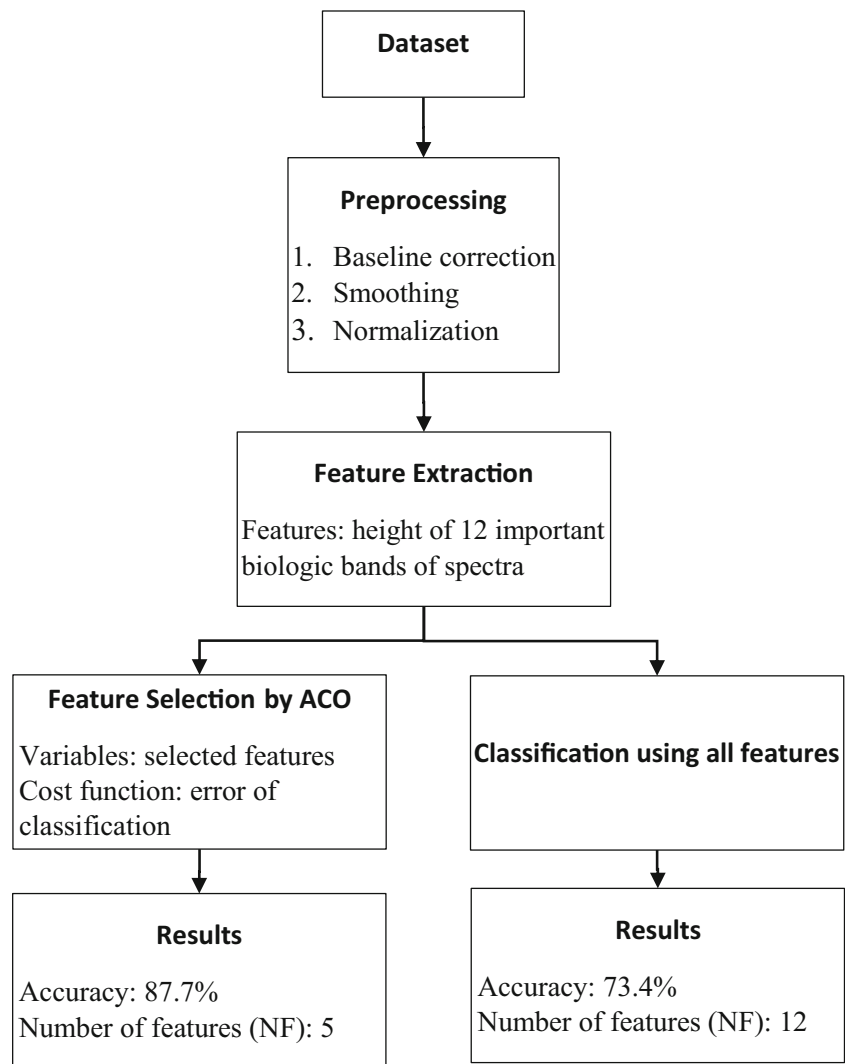 Dataset
Preprocessing
1. Baseline correction
2. Smoothing
3. Normalization
Feature Extraction
Features: height of 12 important
biologic bands of spectra
Feature Selection by ACO
Variables: selected features
Cost function: error of
classification
Classification using all features
Results
Accuracy: 87.7%
Number of features (NF): 5
Results
Accuracy: 73.4%
Number of features (NF): 12